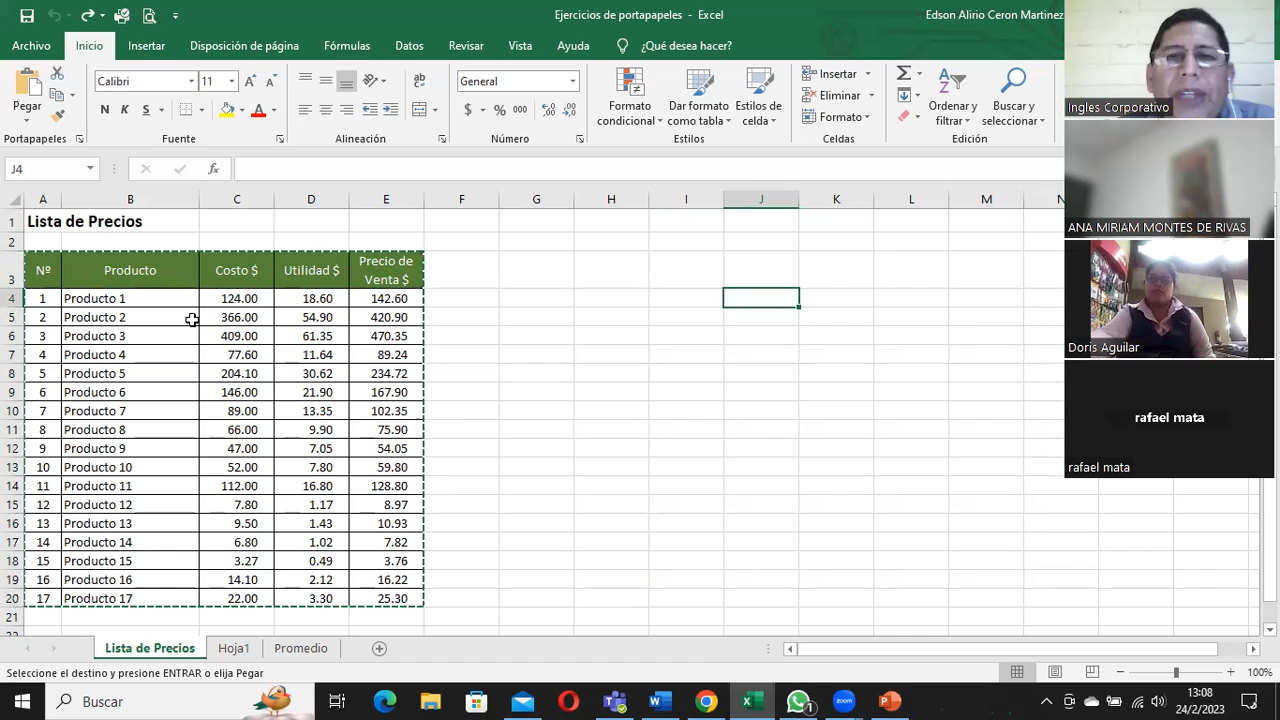 Ejercicios de portapapeles - Excel
Edson Alirio Ceron Martinez
Archivo Inicio Insertar Disposición de página Fórmulas Datos Revisar Vista Ayuda ¿Qué desea hacer?
Pegar
Calibri 11
N K S
ab
General
$ % 000
Formato condicional
Dar formato como tabla
Estilos de celda
Insertar
Eliminar
Formato
Ordenar y filtrar
Buscar y seleccionar
Portapapeles Fuente Alineación Número Estilos Celdas Edición
J4 fx
A B C D E F G H I J K L M N
1 Lista de Precios
2
3 Nº Producto Costo $ Utilidad $ Precio de Venta $
4 1 Producto 1 124.00 18.60 142.60
5 2 Producto 2 366.00 54.90 420.90
6 3 Producto 3 409.00 61.35 470.35
7 4 Producto 4 77.60 11.64 89.24
8 5 Producto 5 204.10 30.62 234.72
9 6 Producto 6 146.00 21.90 167.90
10 7 Producto 7 89.00 13.35 102.35
11 8 Producto 8 66.00 9.90 75.90
12 9 Producto 9 47.00 7.05 54.05
13 10 Producto 10 52.00 7.80 59.80
14 11 Producto 11 112.00 16.80 128.80
15 12 Producto 12 7.80 1.17 8.97
16 13 Producto 13 9.50 1.43 10.93
17 14 Producto 14 6.80 1.02 7.82
18 15 Producto 15 3.27 0.49 3.76
19 16 Producto 16 14.10 2.12 16.22
20 17 Producto 17 22.00 3.30 25.30
21
Lista de Precios Hoja1 Promedio
Seleccione el destino y presione ENTRAR o elija Pegar
100%
Buscar
1
13:08
24/2/2023
Ingles Corporativo
ANA MIRIAM MONTES DE RIVAS
Doris Aguilar
rafael mata
rafael mata